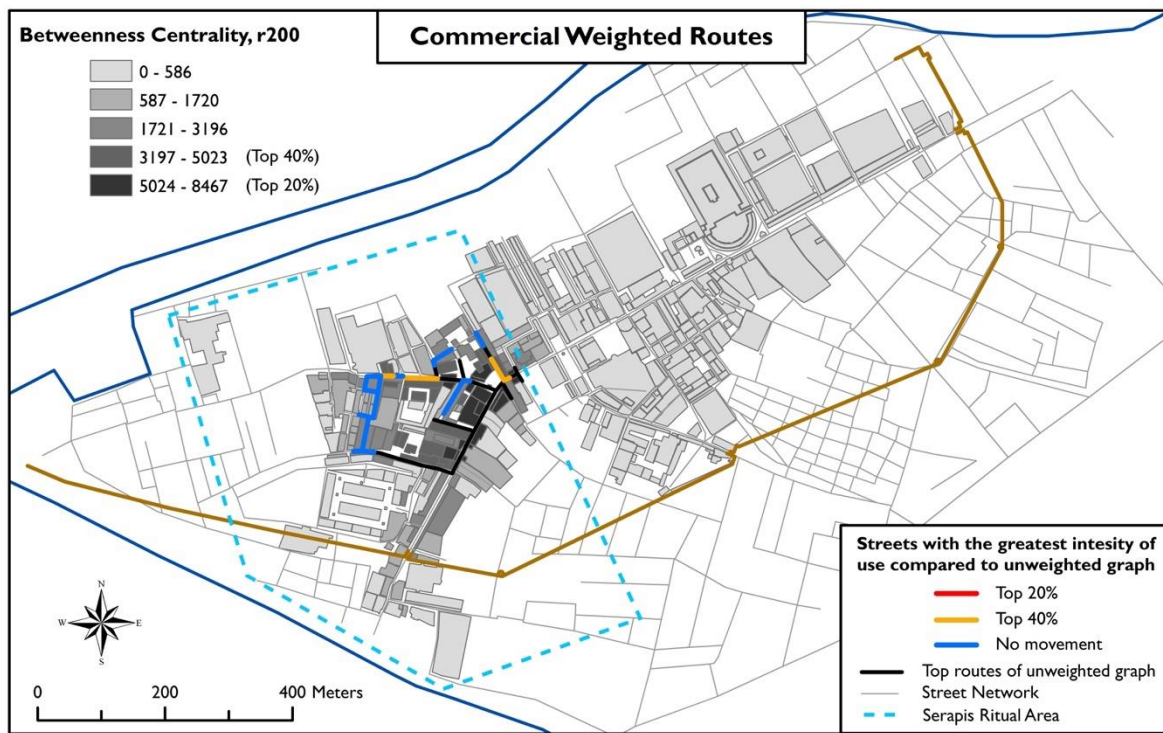 Commercial Weighted Routes
Betweenness Centrality, r200
0 - 586
587 - 1720
1721 - 3196
3197 - 5023 (Top 40%)
5024 - 8467 (Top 20%)
N
W E
S
0 200 400 Meters
Streets with the greatest intesity of
use compared to unweighted graph
Top 20%
Top 40%
No movement
Top routes of unweighted graph
Street Network
Serapis Ritual Area